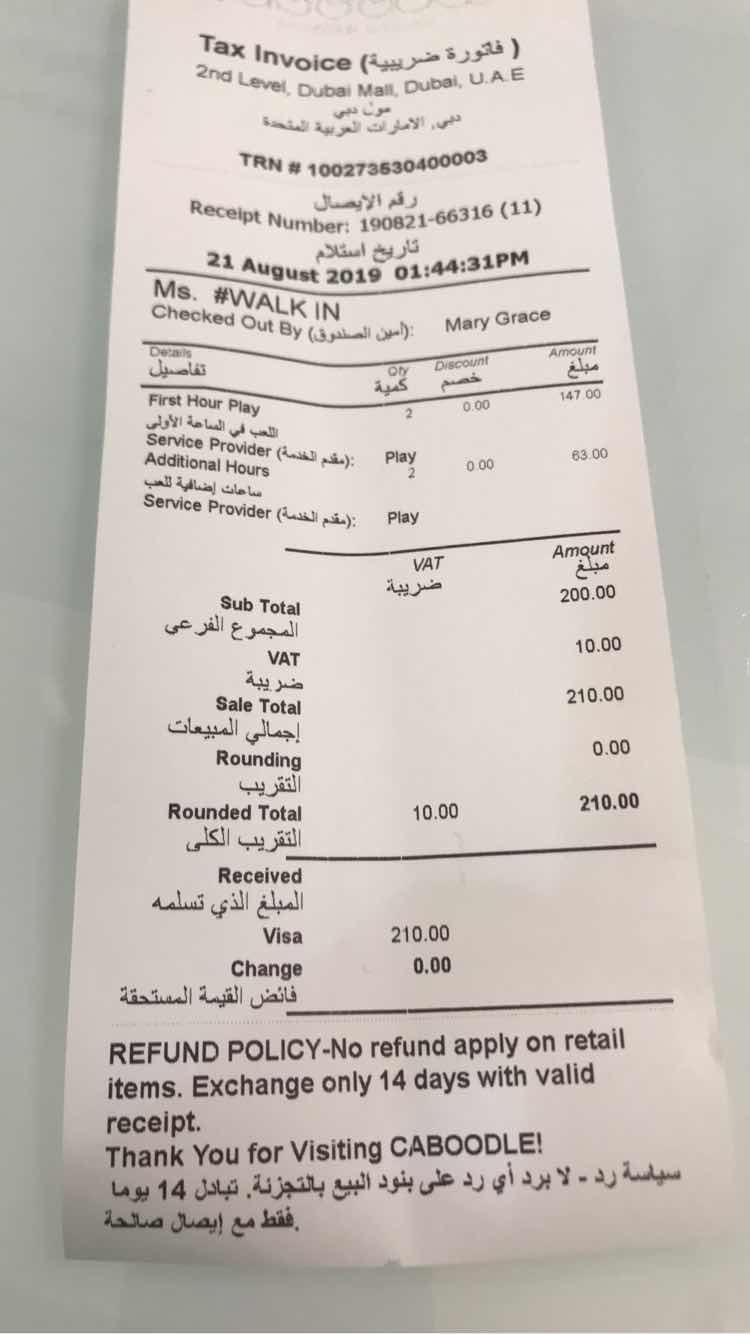 Tax Invoice (فاتورة ضريبية )
2nd Level, Dubai Mall, Dubai, U.A.E
مول دبي
دبي, الامارات العربية المتحدة
TRN # 100273530400003
رقم الإيصال
Receipt Number: 190821-66316 (11)
تاريخ استلام
21 August 2019 01:44:31PM
Ms. #WALK IN
Checked Out By (أمين الصندوق): Mary Grace
Details Qty Discount Amount
تفاصيل كمية خصم مبلغ
First Hour Play 2 0.00 147.00
اللعب في الساعة الأولى
Service Provider (مقدم الخدمة): Play
Additional Hours 2 0.00 63.00
ساعات إضافية للعب
Service Provider (مقدم الخدمة): Play
VAT Amount
ضريبة مبلغ
Sub Total 200.00
المجموع الفرعي
VAT 10.00
ضريبة
Sale Total 210.00
إجمالي المبيعات
Rounding 0.00
التقريب
Rounded Total 10.00 210.00
التقريب الكلى
Received
المبلغ الذي تسلمه
Visa 210.00
Change 0.00
فائض القيمة المستحقة
REFUND POLICY-No refund apply on retail
items. Exchange only 14 days with valid
receipt.
Thank You for Visiting CABOODLE!
سياسة رد - لا يرد أي رد على بنود البيع بالتجزئة. تبادل 14 يوما
فقط مع إيصال صالحة.